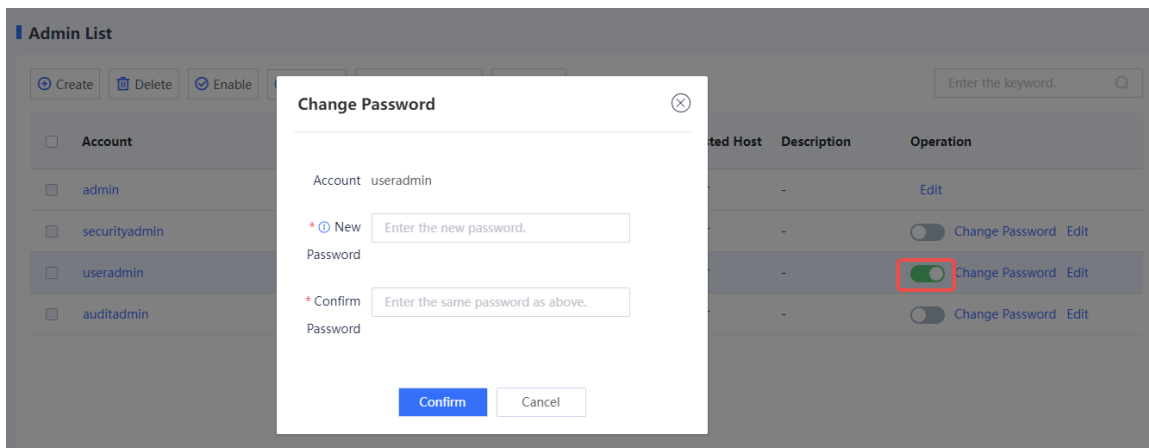 Admin List
Create Delete Enable
Enter the keyword.
Change Password
Account Host Description Operation
Account useradmin
admin - Edit
* New Password Enter the new password.
securityadmin - Change Password Edit
useradmin - Change Password Edit
* Confirm Password Enter the same password as above.
auditadmin - Change Password Edit
Confirm Cancel